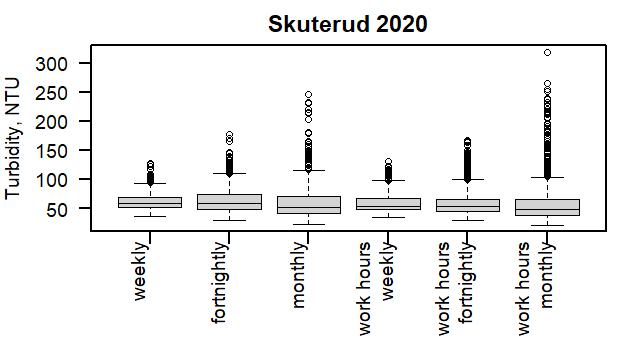 Skuterud 2020
Turbidity, NTU
300
250
200
150
100
50
weekly
fortnightly
monthly
work hours
weekly
work hours
fortnightly
work hours
monthly